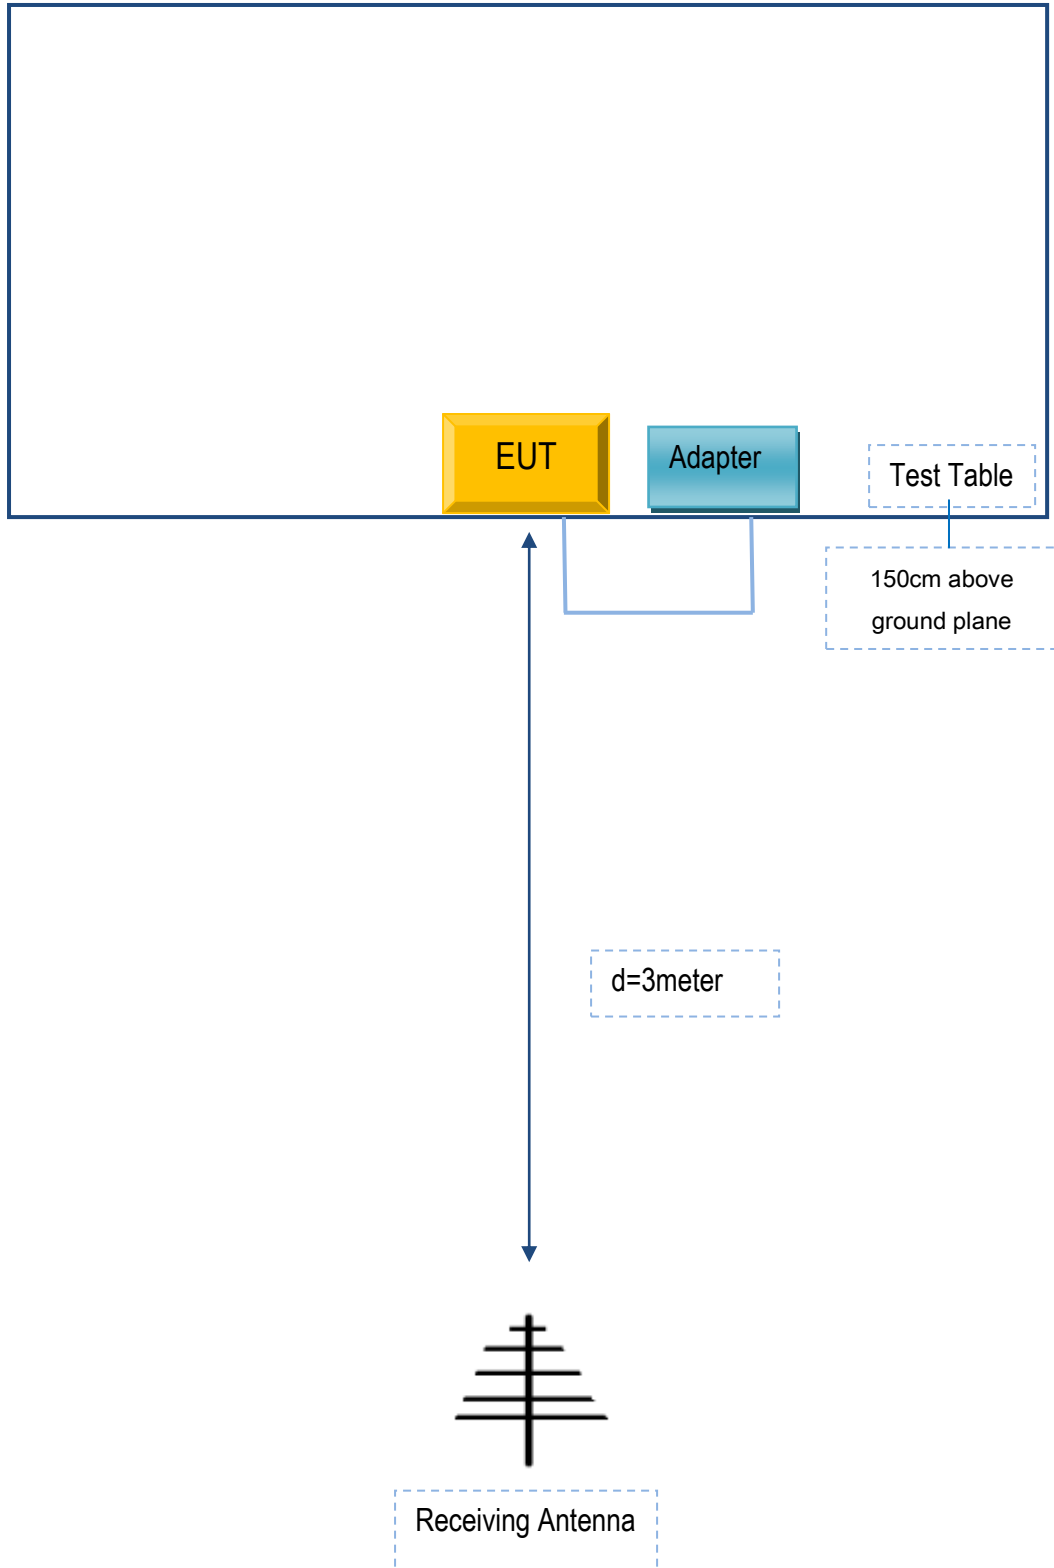 EUT
Adapter
Test Table
150cm above
ground plane
d=3meter
Receiving Antenna